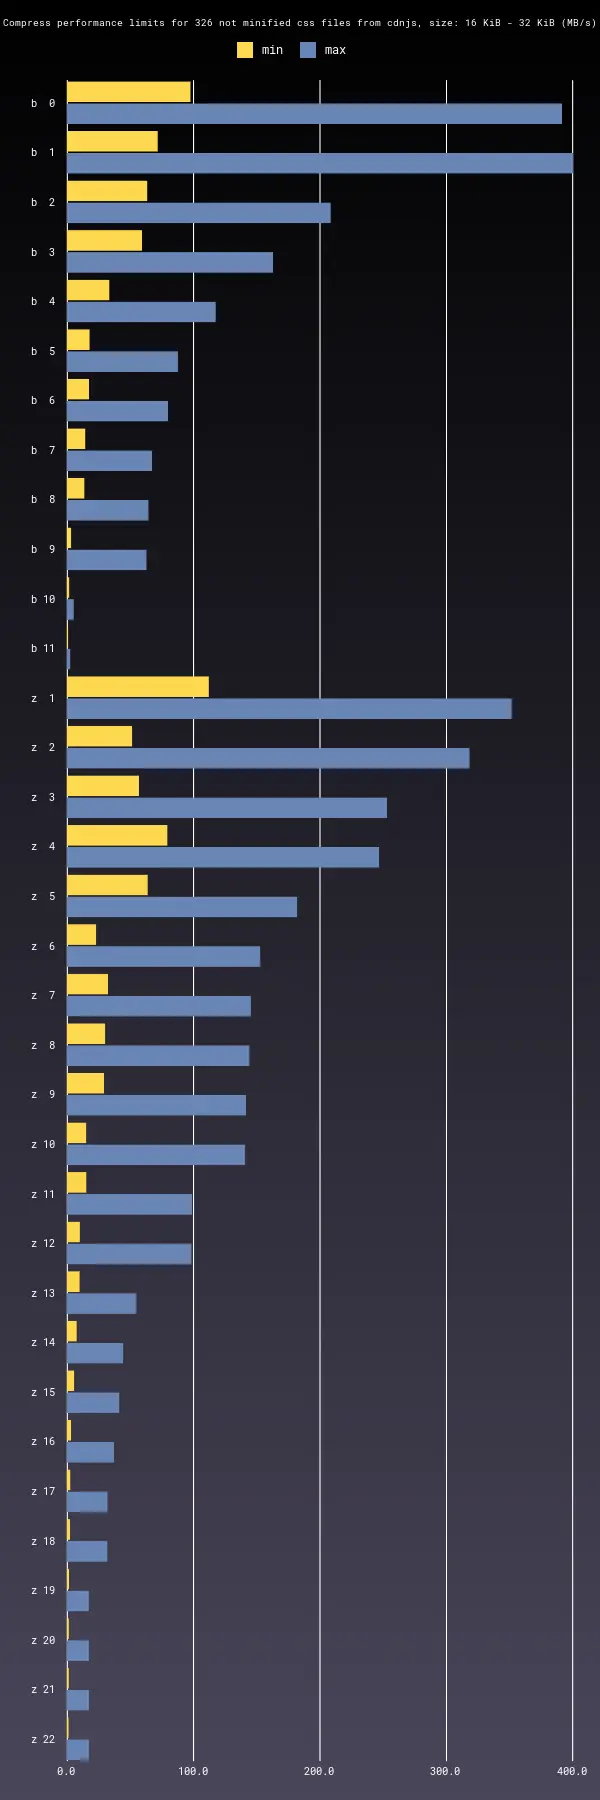 Compress performance limits for 326 not minified css files from cdnjs, size: 16 KiB - 32 KiB (MB/s)
min max
b 0
b 1
b 2
b 3
b 4
b 5
b 6
b 7
b 8
b 9
b 10
b 11
z 1
z 2
z 3
z 4
z 5
z 6
z 7
z 8
z 9
z 10
z 11
z 12
z 13
z 14
z 15
z 16
z 17
z 18
z 19
z 20
z 21
z 22
0.0 100.0 200.0 300.0 400.0